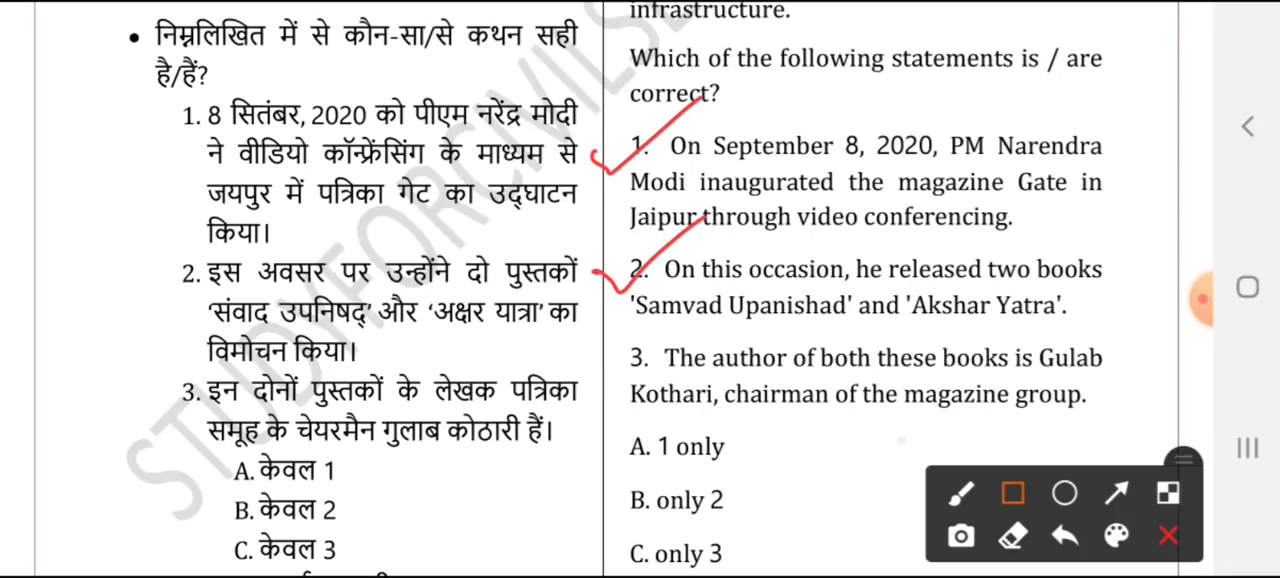 • निम्नलिखित में से कौन-सा/से कथन सही
है/हैं?
1. 8 सितंबर, 2020 को पीएम नरेंद्र मोदी
ने वीडियो कॉन्फ्रेंसिंग के माध्यम से
जयपुर में पत्रिका गेट का उद्घाटन
किया।
2. इस अवसर पर उन्होंने दो पुस्तकों
‘संवाद उपनिषद्’ और ‘अक्षर यात्रा’ का
विमोचन किया।
3. इन दोनों पुस्तकों के लेखक पत्रिका
समूह के चेयरमैन गुलाब कोठारी हैं।
A. केवल 1
B. केवल 2
C. केवल 3
infrastructure.
Which of the following statements is / are
correct?
1. On September 8, 2020, PM Narendra
Modi inaugurated the magazine Gate in
Jaipur through video conferencing.
2. On this occasion, he released two books
'Samvad Upanishad' and 'Akshar Yatra'.
3. The author of both these books is Gulab
Kothari, chairman of the magazine group.
A. 1 only
B. only 2
C. only 3
STUDYFORCIVILSE